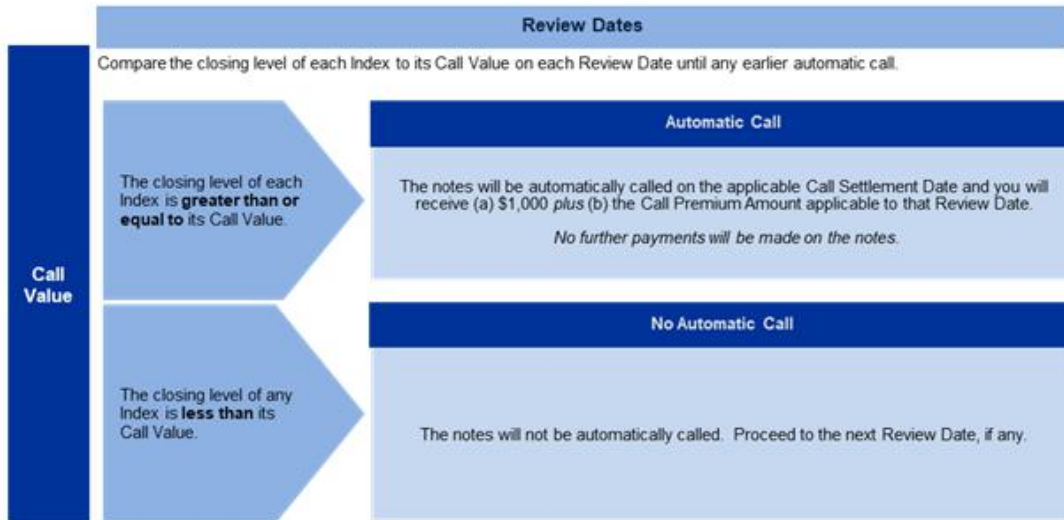 Review Dates
Compare the closing level of each Index to its Call Value on each Review Date until any earlier automatic call.
Call
Value
The closing level of each
Index is greater than or
equal to its Call Value.
Automatic Call
The notes will be automatically called on the applicable Call Settlement Date and you will
receive (a) $1,000 plus (b) the Call Premium Amount applicable to that Review Date.
No further payments will be made on the notes.
The closing level of any
Index is less than its
Call Value.
No Automatic Call
The notes will not be automatically called. Proceed to the next Review Date, if any.